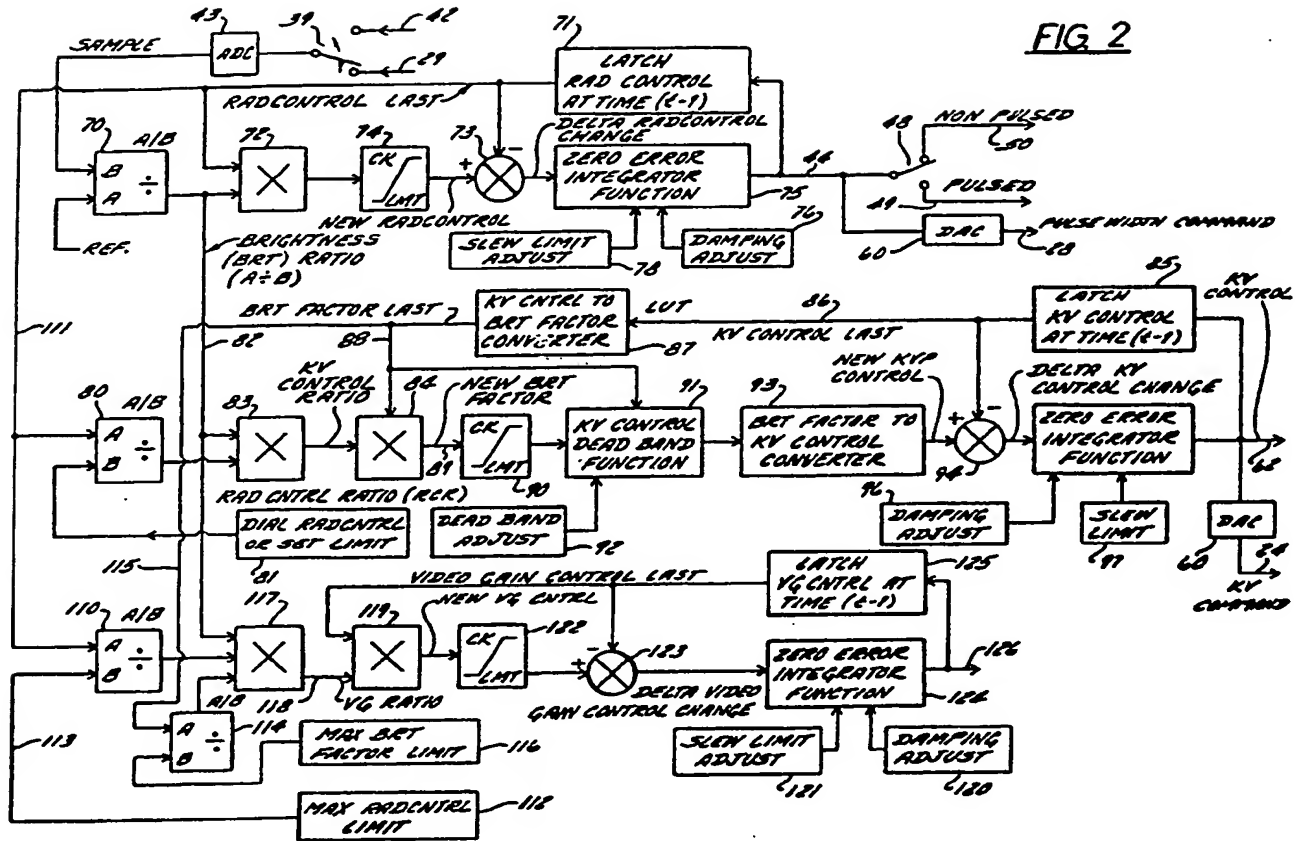 FIG. 2
43
39
42
SAMPLE
ADC
29
71
LATCH
RAD CONTROL
AT TIME (t-1)
RADCONTROL LAST
70
A/B
B
A
÷
REF.
72
X
74
CK
LMT
NEW RADCONTROL
73
+
-
DELTA RADCONTROL
CHANGE
ZERO ERROR
INTEGRATOR
FUNCTION
75
SLEW LIMIT
ADJUST
78
DAMPING
ADJUST
76
44
48
NON PULSED
50
PULSED
49
DAC
60
PULSE WIDTH COMMAND
28
BRIGHTNESS
(BRT) RATIO
(A÷B)
111
82
BRT FACTOR LAST
88
KV CNTRL TO
BRT FACTOR
CONVERTER
87
LUT
86
KV CONTROL LAST
85
LATCH
KV CONTROL
AT TIME (t-1)
KV
CONTROL
80
A/B
A
B
÷
83
X
KV
CONTROL
RATIO
84
X
NEW BRT
FACTOR
89
CK
LMT
90
KV CONTROL
DEAD BAND
FUNCTION
91
93
BRT FACTOR TO
KV CONTROL
CONVERTER
NEW KVP
CONTROL
+
-
94
DELTA KV
CONTROL CHANGE
ZERO ERROR
INTEGRATOR
FUNCTION
62
RAD CNTRL RATIO (RCR)
DIAL RADCNTRL
OR SET LIMIT
81
DEAD BAND
ADJUST
92
96
DAMPING
ADJUST
SLEW
LIMIT
97
DAC
68
24
KV
COMMAND
115
110
A/B
A
B
÷
117
X
118
VG RATIO
VIDEO GAIN CONTROL LAST
119
X
NEW VG CNTRL
CK
LMT
122
-
+
123
DELTA VIDEO
GAIN CONTROL CHANGE
LATCH
VG CNTRL AT
TIME (t-1)
125
ZERO ERROR
INTEGRATOR
FUNCTION
124
126
113
A/B
A
B
÷
114
MAX BRT
FACTOR LIMIT
116
SLEW LIMIT
ADJUST
121
DAMPING
ADJUST
120
MAX RADCNTRL
LIMIT
112